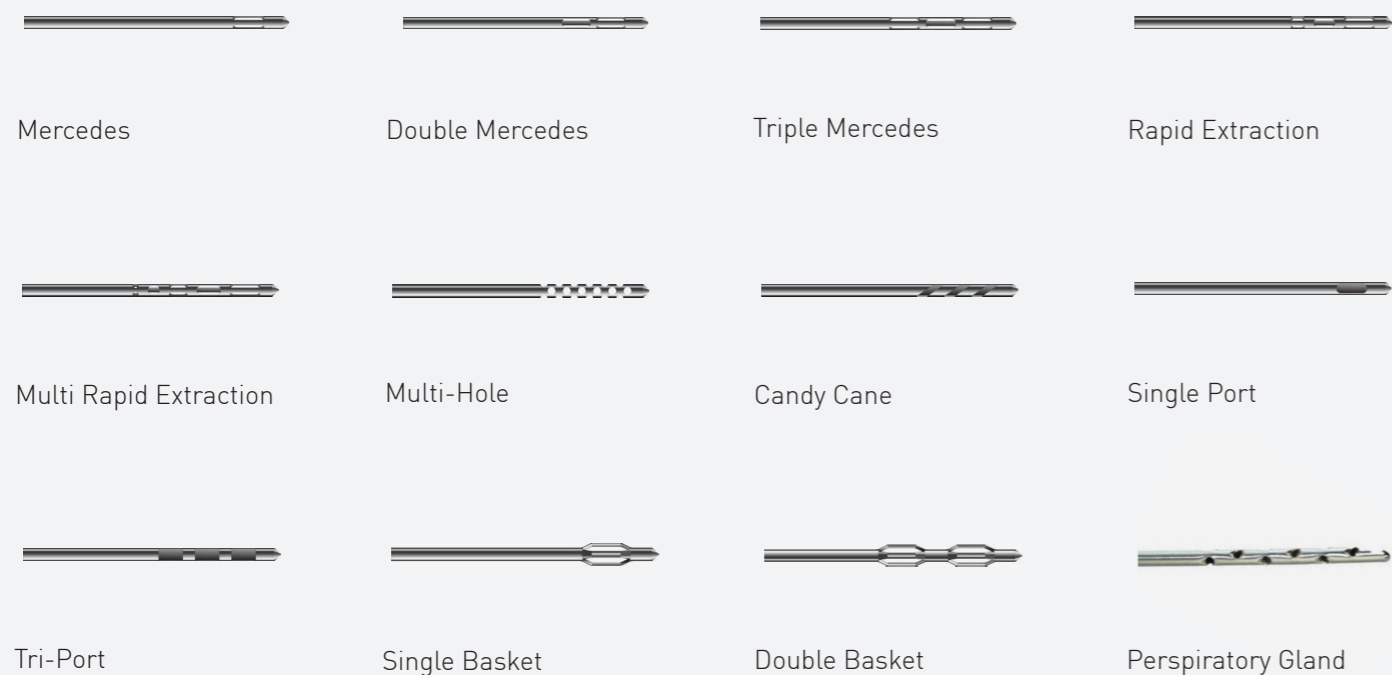 Mercedes
Double Mercedes
Triple Mercedes
Rapid Extraction
Multi Rapid Extraction
Multi-Hole
Candy Cane
Single Port
Tri-Port
Single Basket
Double Basket
Perspiratory Gland